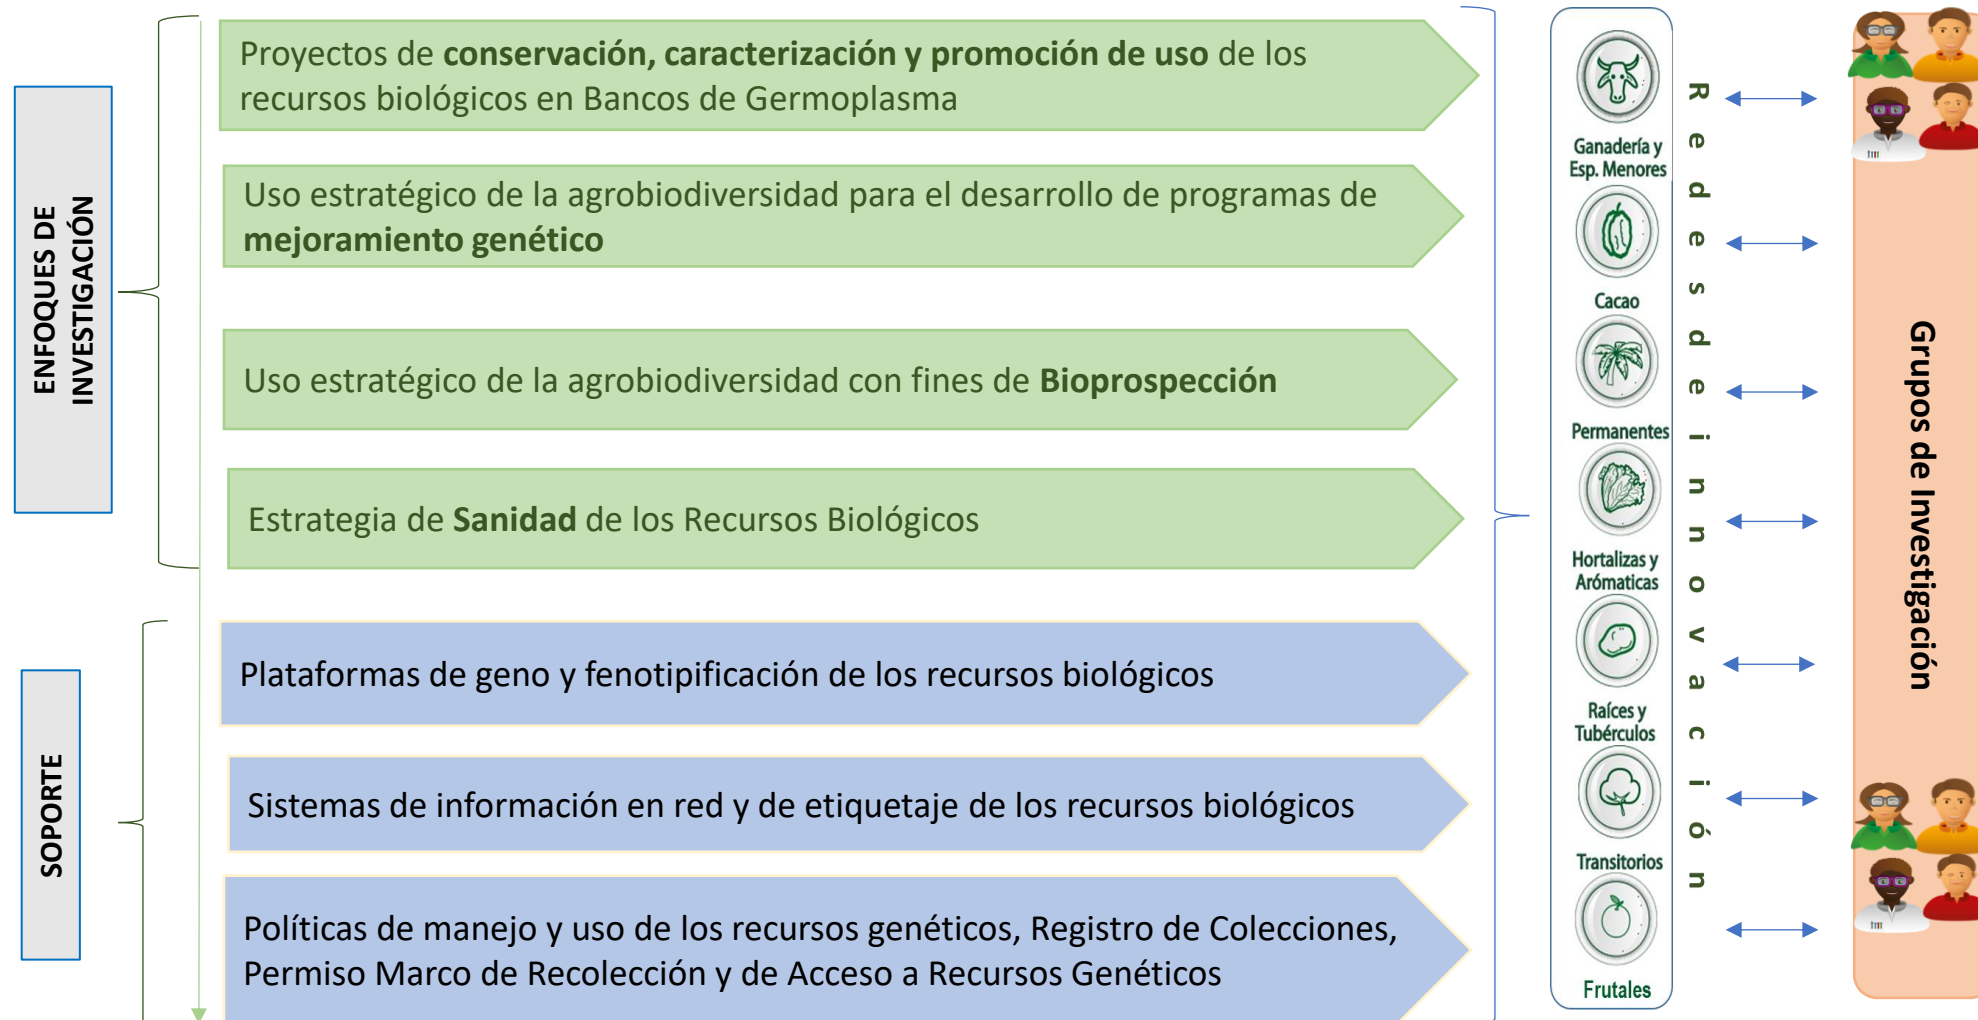 ENFOQUES DE
INVESTIGACIÓN
Proyectos de conservación, caracterización y promoción de uso de los
recursos biológicos en Bancos de Germoplasma
Uso estratégico de la agrobiodiversidad para el desarrollo de programas de
mejoramiento genético
Uso estratégico de la agrobiodiversidad con fines de Bioprospección
Estrategia de Sanidad de los Recursos Biológicos
SOPORTE
Plataformas de geno y fenotipificación de los recursos biológicos
Sistemas de información en red y de etiquetaje de los recursos biológicos
Políticas de manejo y uso de los recursos genéticos, Registro de Colecciones,
Permiso Marco de Recolección y de Acceso a Recursos Genéticos
Ganadería y
Esp. Menores
Cacao
Permanentes
Hortalizas y
Arómaticas
Raíces y
Tubérculos
Transitorios
Frutales
Redes de innovación
Grupos de Investigación